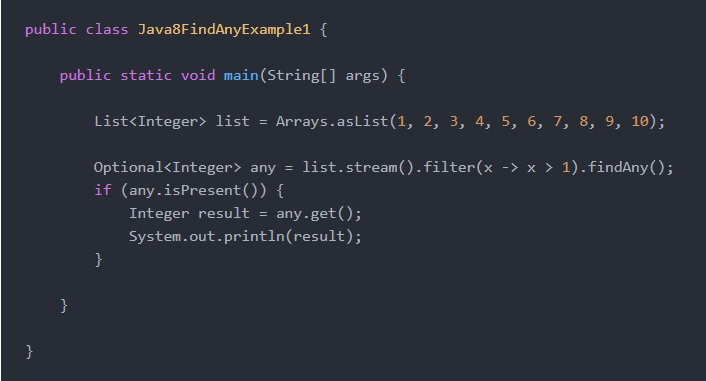 public class Java8FindAnyExample1 {
public static void main(String[] args) {
List<Integer> list = Arrays.asList(1, 2, 3, 4, 5, 6, 7, 8, 9, 10);
Optional<Integer> any = list.stream().filter(x -> x > 1).findAny();
if (any.isPresent()) {
Integer result = any.get();
System.out.println(result);
}
}
}